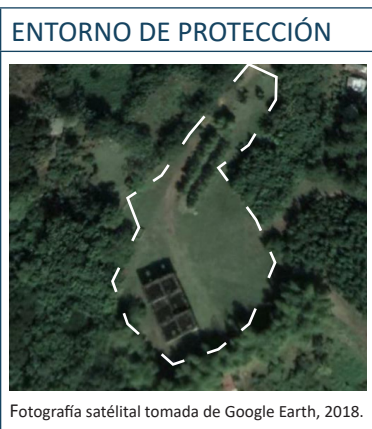 ENTORNO DE PROTECCIÓN
Fotografía satélital tomada de Google Earth, 2018.